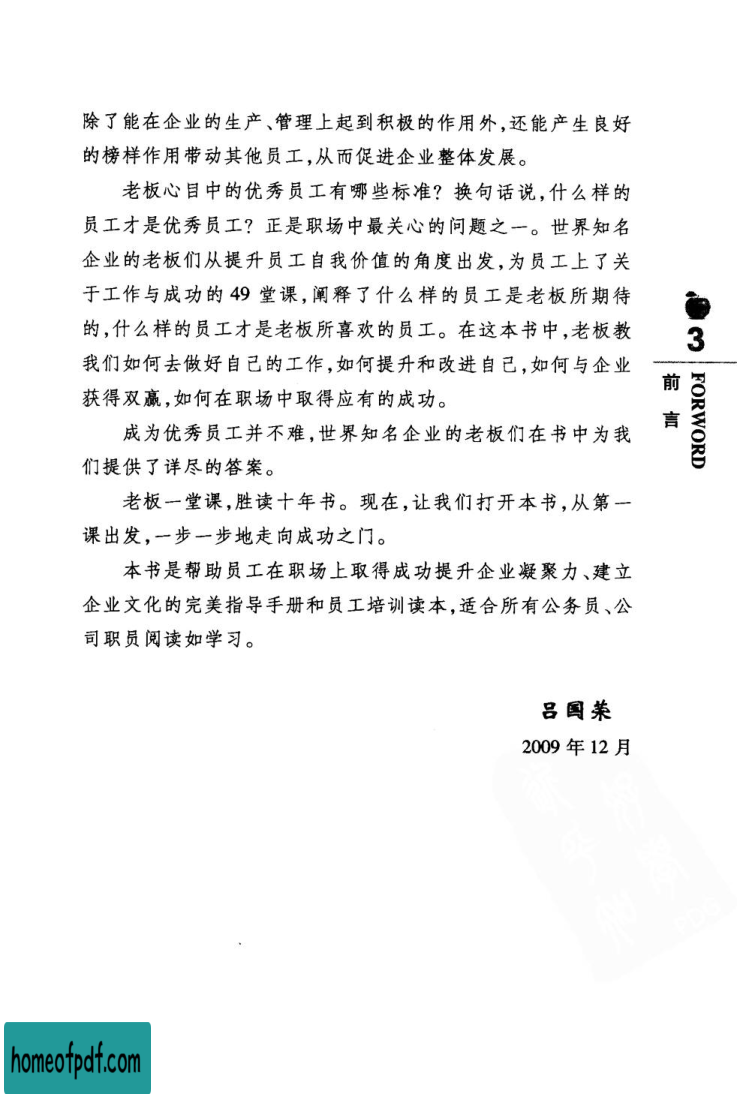 除了能在企业的生产、管理上起到积极的作用外,还能产生良好
的榜样作用带动其他员工,从而促进企业整体发展。
老板心目中的优秀员工有哪些标准? 换句话说,什么样的
员工才是优秀员工? 正是职场中最关心的问题之一。世界知名
企业的老板们从提升员工自我价值的角度出发,为员工上了关
于工作与成功的 49 堂课,阐释了什么样的员工是老板所期待
的,什么样的员工才是老板所喜欢的员工。在这本书中,老板教
我们如何去做好自己的工作,如何提升和改进自己,如何与企业
获得双赢,如何在职场中取得应有的成功。
成为优秀员工并不难,世界知名企业的老板们在书中为我
们提供了详尽的答案。
老板一堂课,胜读十年书。现在,让我们打开本书,从第一
课出发,一步一步地走向成功之门。
本书是帮助员工在职场上取得成功提升企业凝聚力、建立
企业文化的完美指导手册和员工培训读本,适合所有公务员、公
司职员阅读如学习。
吕国荣
2009 年 12 月
3
前言
FORWORD
homeofpdf.com